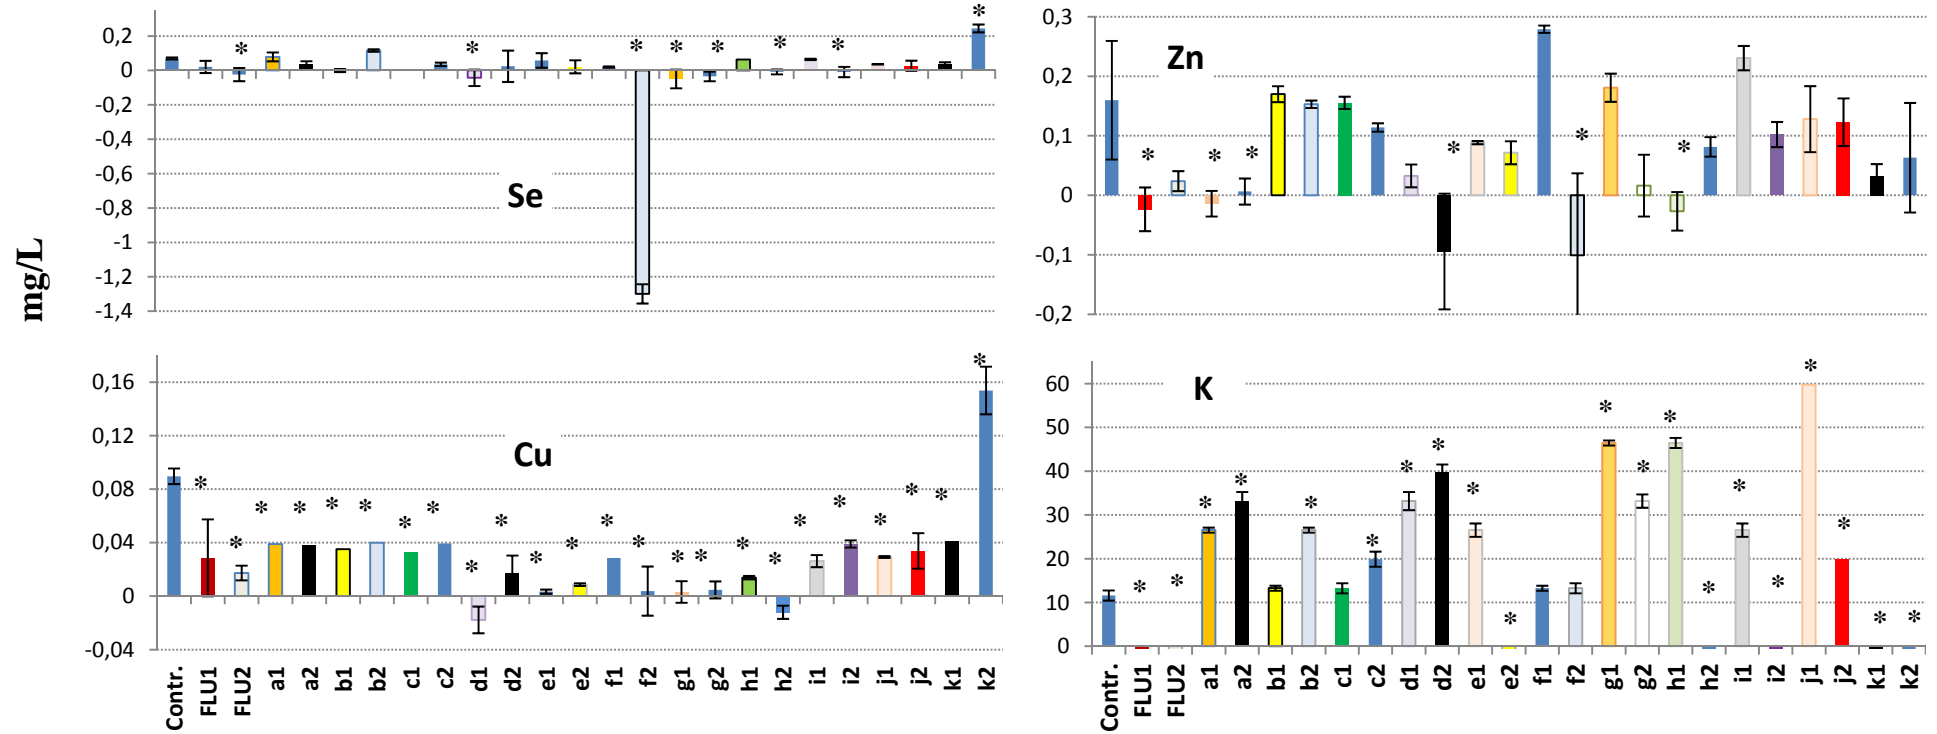 mg/L
0,2
0
-0,2
-0,4
-0,6
-0,8
-1
-1,2
-1,4
* * * * * * * *
Se
0,3
0,2
0,1
0
-0,1
-0,2
* * * * * *
Zn
0,16
0,12
0,08
0,04
0
-0,04
* * * * * * * * * * * * * * * * * * * * * * * *
Cu
Contr. FLU1 FLU2 a1 a2 b1 b2 c1 c2 d1 d2 e1 e2 f1 f2 g1 g2 h1 h2 i1 i2 j1 j2 k1 k2
60
50
40
30
20
10
0
* * * * * * * * * * * * * * * * * * * *
K
Contr. FLU1 FLU2 a1 a2 b1 b2 c1 c2 d1 d2 e1 e2 f1 f2 g1 g2 h1 h2 i1 i2 j1 j2 k1 k2